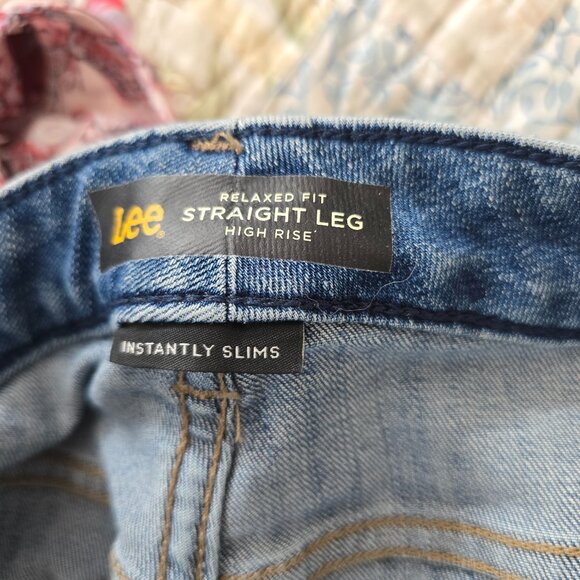 Lee
RELAXED FIT
STRAIGHT LEG
HIGH RISE
INSTANTLY SLIMS